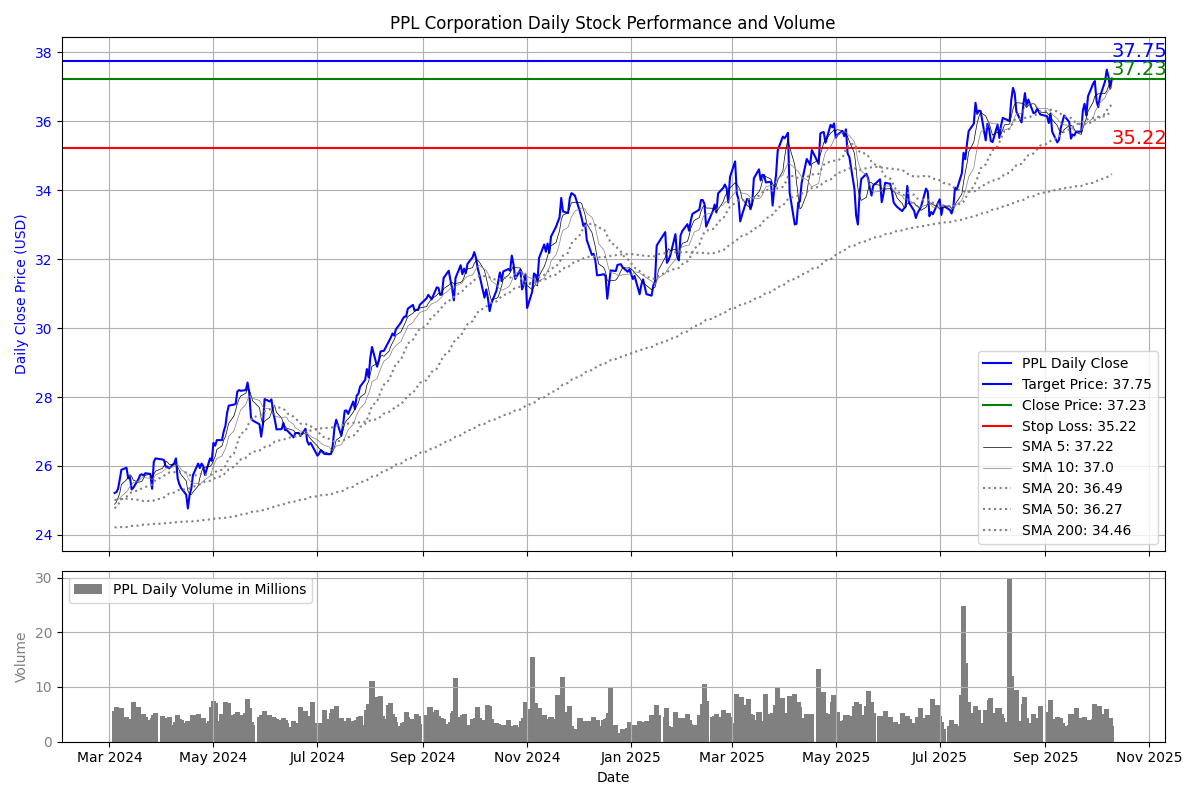 PPL Corporation Daily Stock Performance and Volume
Daily Close Price (USD)
38
36
34
32
30
28
26
24
37.75
37.23
35.22
PPL Daily Close
Target Price: 37.75
Close Price: 37.23
Stop Loss: 35.22
SMA 5: 37.22
SMA 10: 37.0
SMA 20: 36.49
SMA 50: 36.27
SMA 200: 34.46
Volume
30
20
10
0
PPL Daily Volume in Millions
Mar 2024 May 2024 Jul 2024 Sep 2024 Nov 2024 Jan 2025 Mar 2025 May 2025 Jul 2025 Sep 2025 Nov 2025
Date